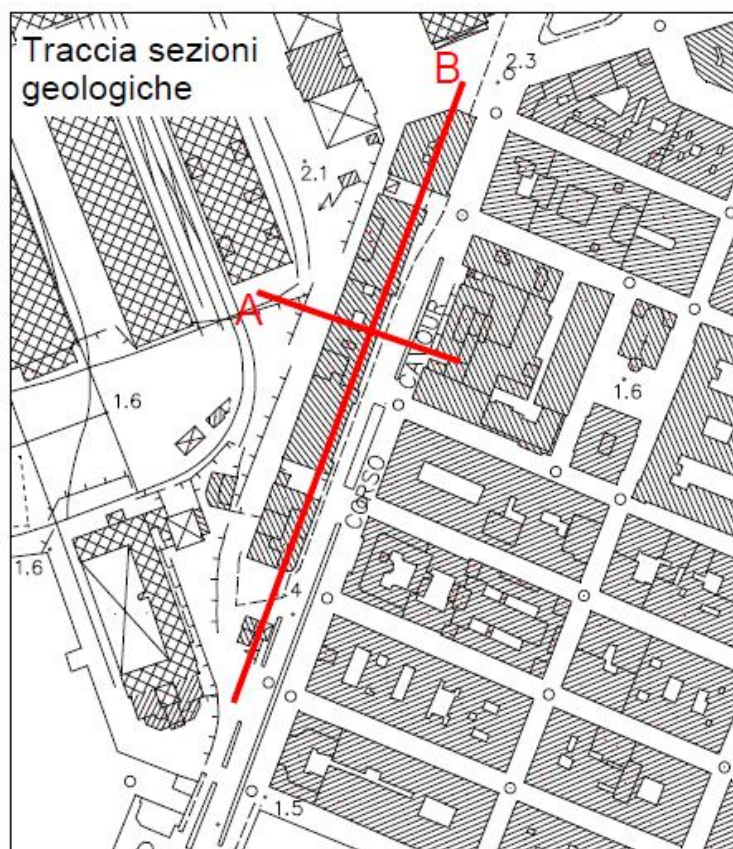 Traccia sezioni
geologiche
B
2.3
2.1
A
CAVOUR
1.6
1.6
CORSO
1.6
4
1.5